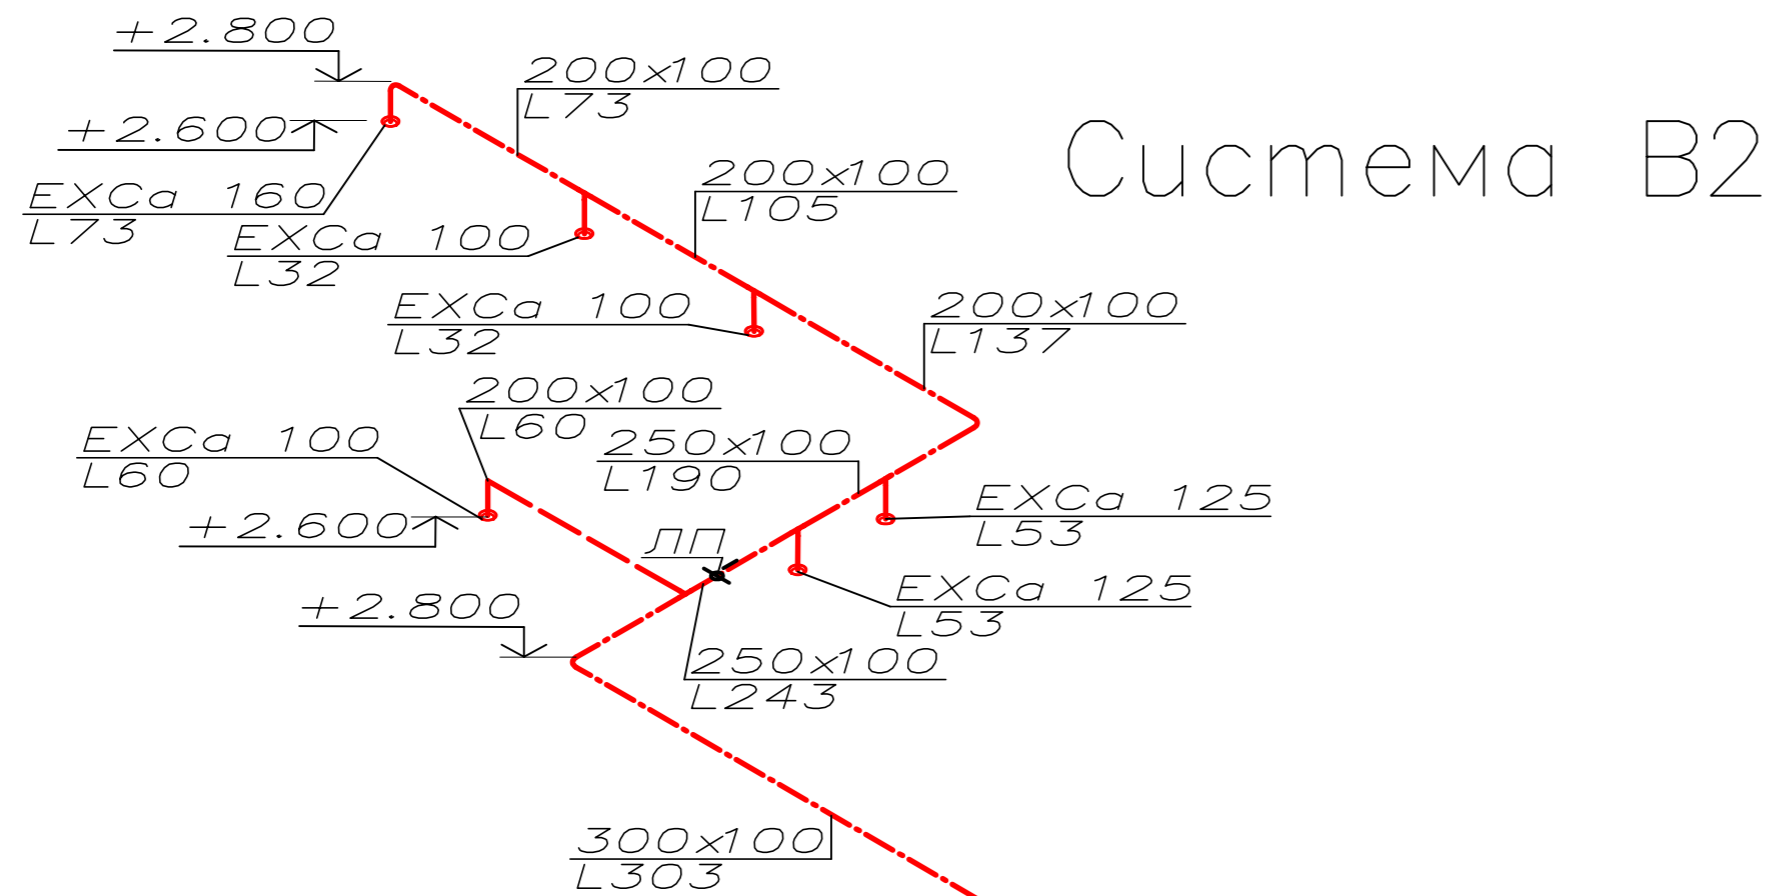 +2.800
200x100
L73
Система В2
+2.600
200x100
L105
EXCa 160
L73
EXCa 100
L32
EXCa 100
L32
200x100
L137
200x100
L60
EXCa 100
L60
250x100
L190
EXCa 125
L53
+2.600
ЛП
EXCa 125
L53
+2.800
250x100
L243
300x100
L303